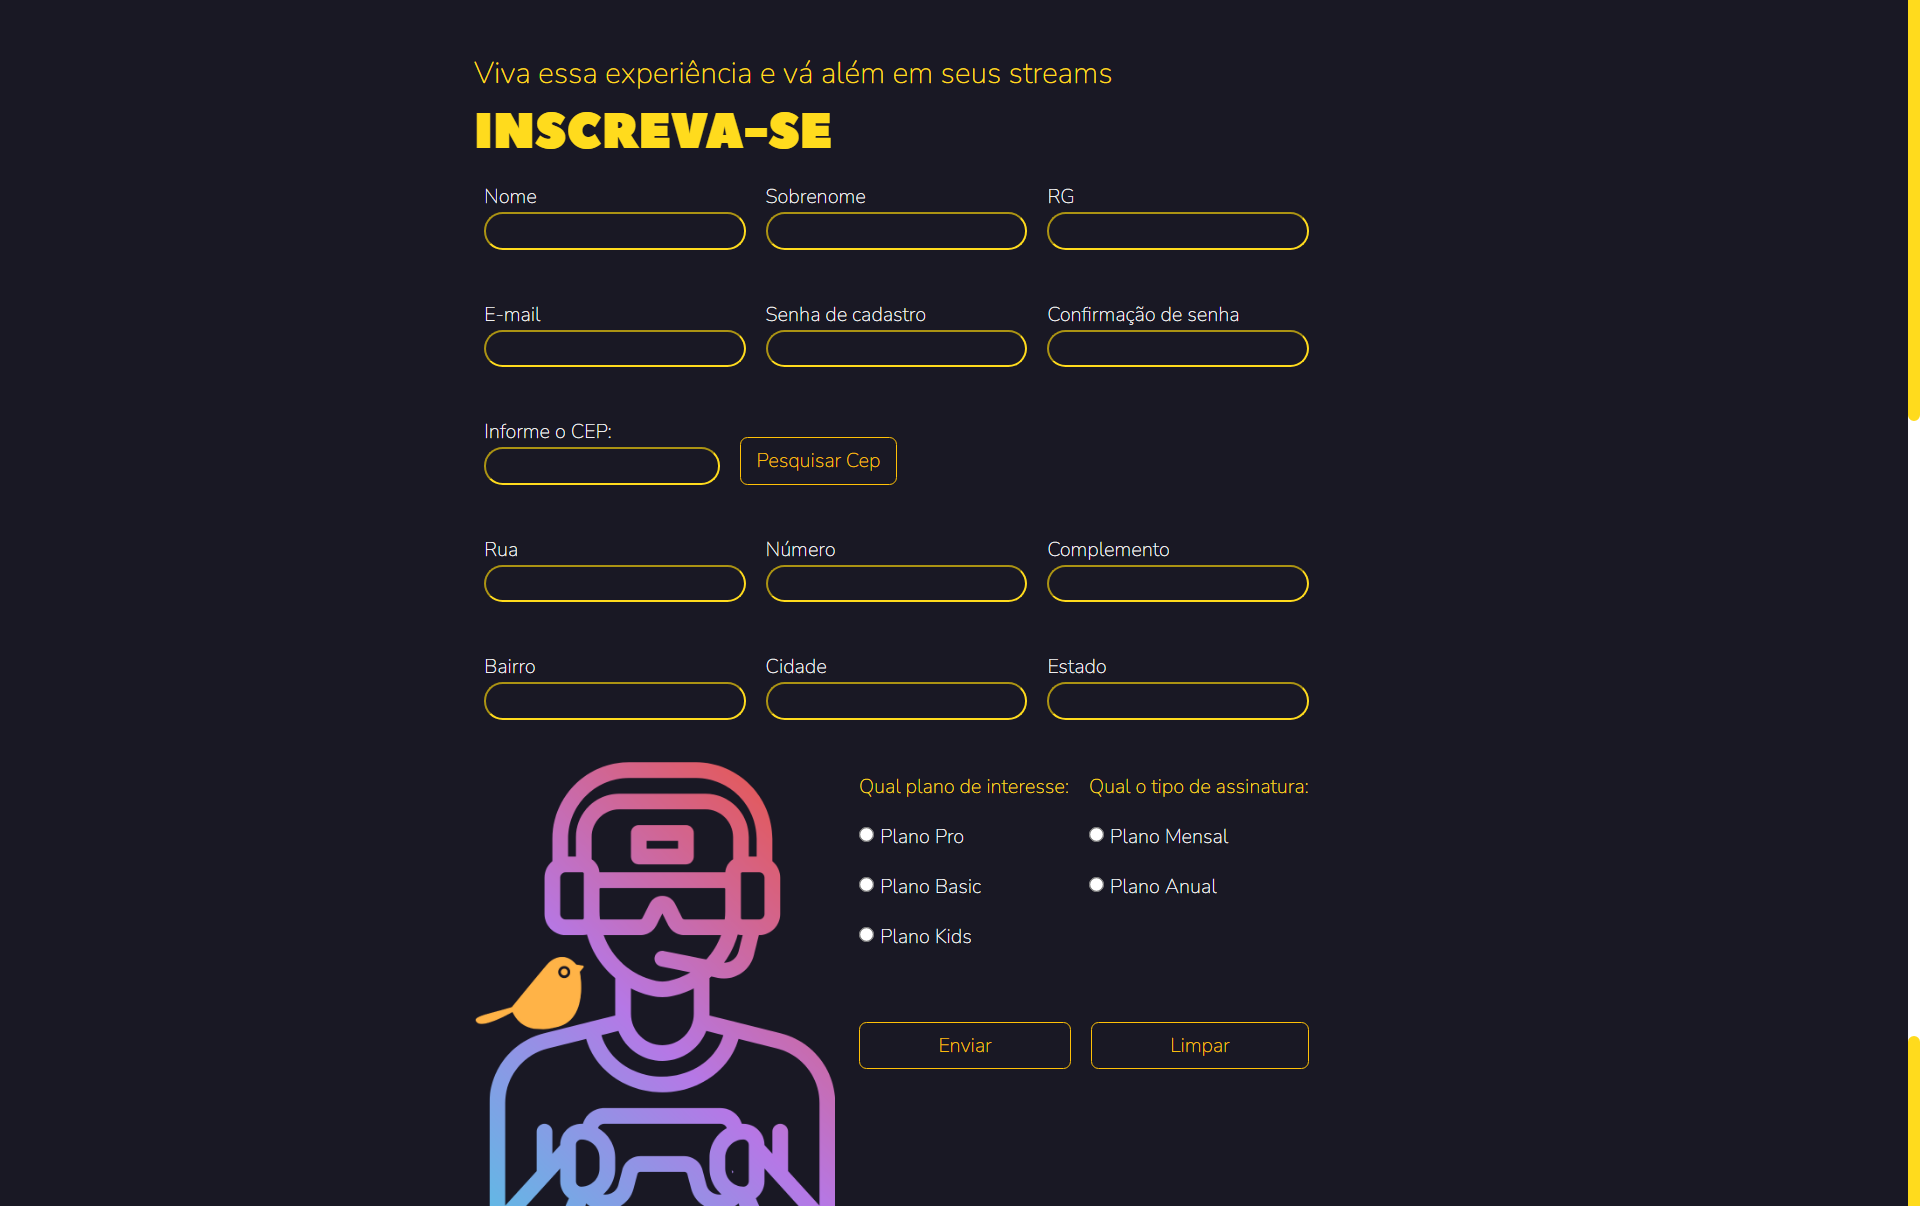 Viva essa experiência e vá além em seus streams
INSCREVA-SE
Nome Sobrenome RG
E-mail Senha de cadastro Confirmação de senha
Informe o CEP:
Pesquisar Cep
Rua Número Complemento
Bairro Cidade Estado
Qual plano de interesse: Qual o tipo de assinatura:
Plano Pro Plano Mensal
Plano Basic Plano Anual
Plano Kids
Enviar Limpar